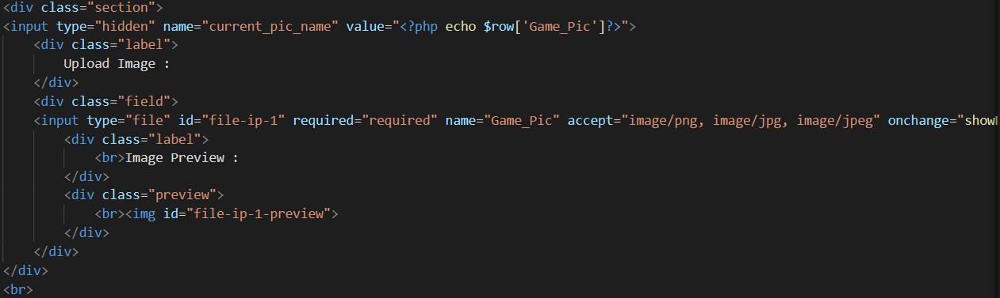 <div class="section">
<input type="hidden" name="current_pic_name" value="<?php echo $row['Game_Pic']?>">
<div class="label">
Upload Image :
</div>
<div class="field">
<input type="file" id="file-ip-1" required="required" name="Game_Pic" accept="image/png, image/jpg, image/jpeg" onchange="show
<div class="label">
<br>Image Preview :
</div>
<div class="preview">
<br><img id="file-ip-1-preview">
</div>
</div>
</div>
<br>